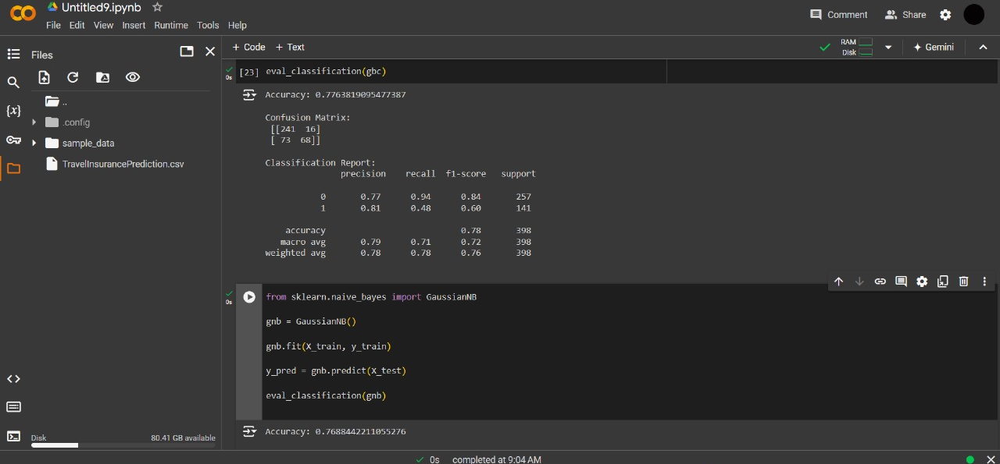 Untitled9.ipynb
File Edit View Insert Runtime Tools Help
Comment Share
Files
+ Code + Text
RAM
Disk
Gemini
..
.config
sample_data
TravelInsurancePrediction.csv
Disk 80.41 GB available
0s
[23] eval_classification(gbc)
Accuracy: 0.7763819095477387
Confusion Matrix:
[[241 16]
[ 73 68]]
Classification Report:
precision recall f1-score support
0 0.77 0.94 0.84 257
1 0.81 0.48 0.60 141
accuracy 0.78 398
macro avg 0.79 0.71 0.72 398
weighted avg 0.78 0.78 0.76 398
0s
from sklearn.naive_bayes import GaussianNB
gnb = GaussianNB()
gnb.fit(X_train, y_train)
y_pred = gnb.predict(X_test)
eval_classification(gnb)
Accuracy: 0.7688442211055276
0s completed at 9:04 AM